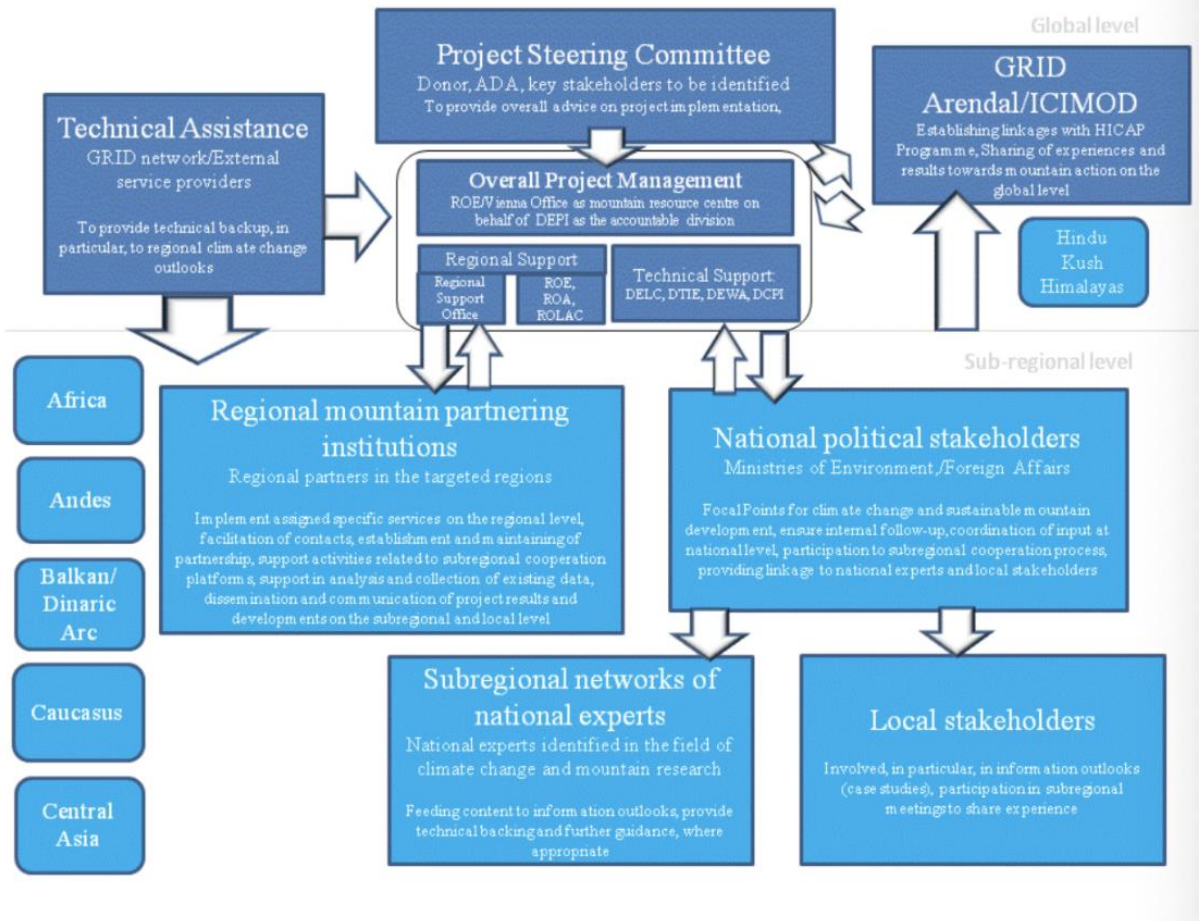 Global level
Project Steering Committee
Donor, ADA, key stakeholders to be identified
To provide overall advice on project implementation,
GRID
Arendal/ICIMOD
Establishing linkages with HICAP
Programme, Sharing of experiences and
results towards mountain action on the
global level
Technical Assistance
GRID network/External
service providers
To provide technical backup, in
particular, to regional climate change
outlooks
Overall Project Management
ROE/Vienna Office as mountain resource centre on
behalf of DEPI as the accountable division
Regional Support
Regional
Support
Office
ROE,
ROA,
ROLAC
Technical Support:
DELC, DTIE, DEWA, DCPI
Hindu
Kush
Himalayas
Sub-regional level
Africa
Andes
Balkan/
Dinaric
Arc
Caucasus
Central
Asia
Regional mountain partnering
institutions
Regional partners in the targeted regions
Implement assigned specific services on the regional level,
facilitation of contacts, establishment and maintaining of
partnership, support activities related to subregional cooperation
platforms, support in analysis and collection of existing data,
dissemination and communication of project results and
developments on the subregional and local level
National political stakeholders
Ministries of Environment,/Foreign Affairs
Focal Points for climate change and sustainable mountain
development, ensure internal follow-up, coordination of input at
national level, participation to subregional cooperation process,
providing linkage to national experts and local stakeholders
Subregional networks of
national experts
National experts identified in the field of
climate change and mountain research
Feeding content to information outlooks, provide
technical backing and further guidance, where
appropriate
Local stakeholders
Involved, in particular, in information outlooks
(case studies), participation in subregional
meetings to share experience